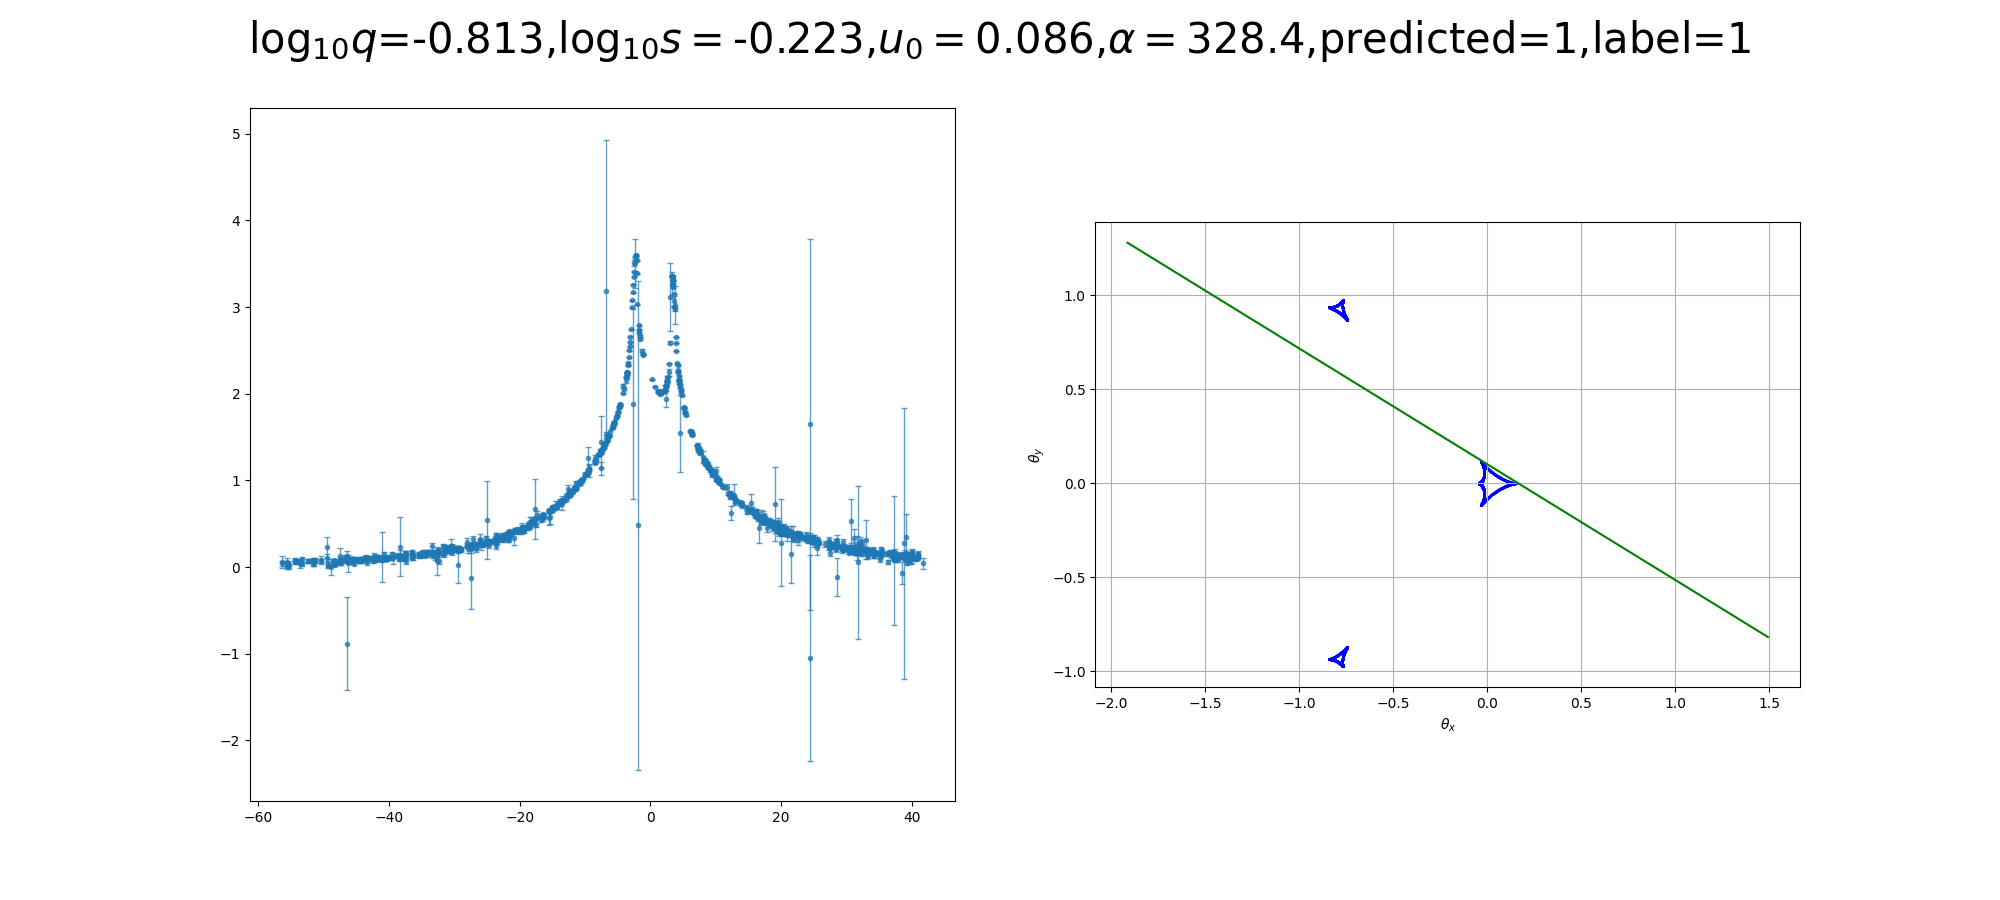 log₁₀q=-0.813,log₁₀s = -0.223,u₀ = 0.086,α = 328.4,predicted=1,label=1
5
4
3
2
1
0
−1
−2
−60 −40 −20 0 20 40
1.0
0.5
0.0
−0.5
−1.0
θy
−2.0 −1.5 −1.0 −0.5 0.0 0.5 1.0 1.5
θx